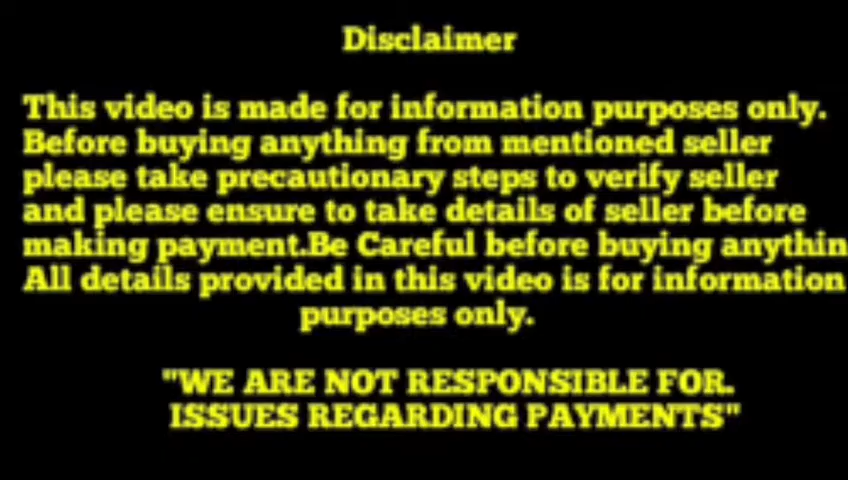 Disclaimer
This video is made for information purposes only.
Before buying anything from mentioned seller
please take precautionary steps to verify seller
and please ensure to take details of seller before
making payment.Be Careful before buying anythin
All details provided in this video is for information
purposes only.
"WE ARE NOT RESPONSIBLE FOR.
ISSUES REGARDING PAYMENTS"